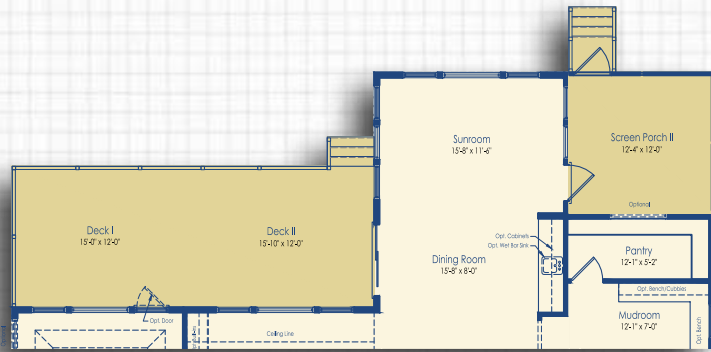 Sunroom
15'-8" x 11'-6"
Screen Porch II
12'-4" x 12'-0"
Optional
Deck I
15'-0" x 12'-0"
Deck II
15'-10" x 12'-0"
Opt. Cabinets
Opt. Wet Bar Sink
Dining Room
15'-8" x 8'-0"
Pantry
12'-1" x 5'-2"
Opt. Bench/Cubbies
Mudroom
12'-1" x 7'-0"
Opt. Bench
Opt. Door
Ceiling Line